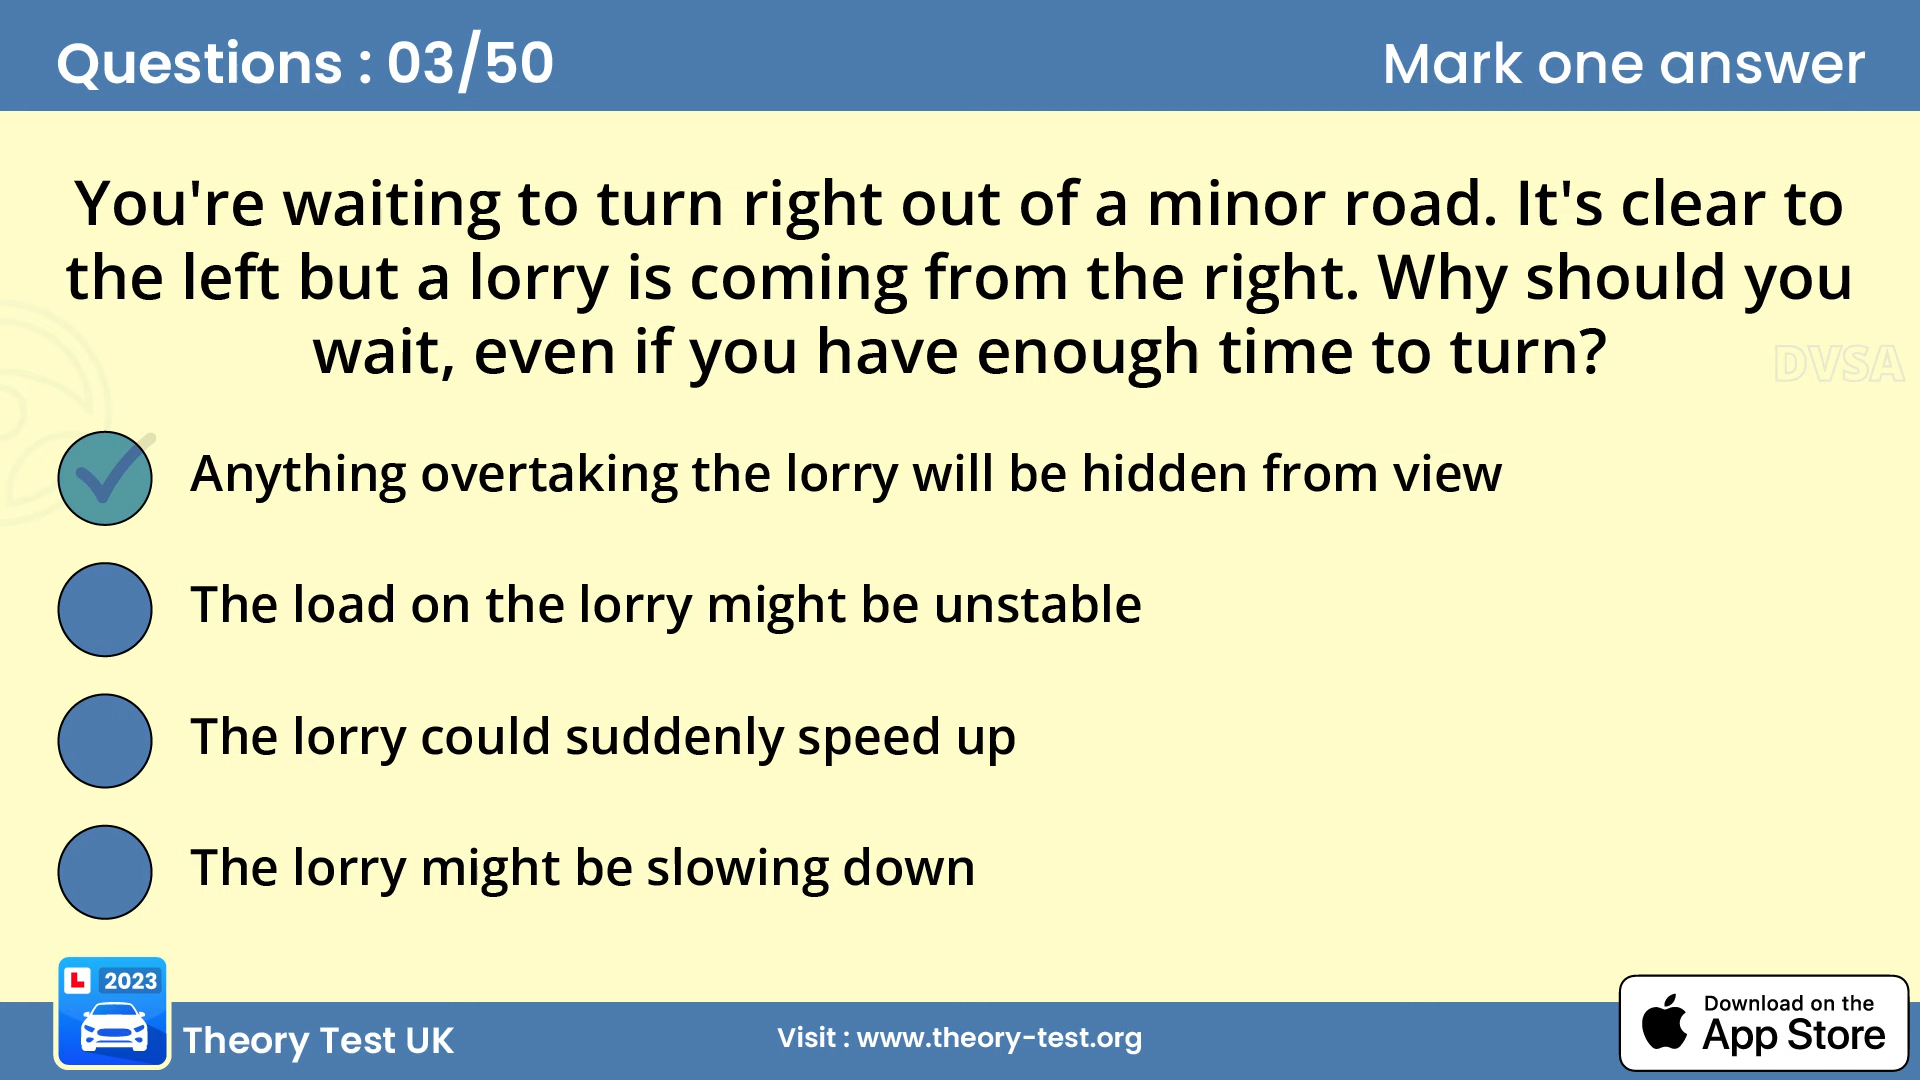 Questions : 03/50
Mark one answer
You're waiting to turn right out of a minor road. It's clear to
the left but a lorry is coming from the right. Why should you
wait, even if you have enough time to turn?
DVSA
Anything overtaking the lorry will be hidden from view
The load on the lorry might be unstable
The lorry could suddenly speed up
The lorry might be slowing down
L 2023
Theory Test UK
Visit : www.theory-test.org
Download on the
App Store